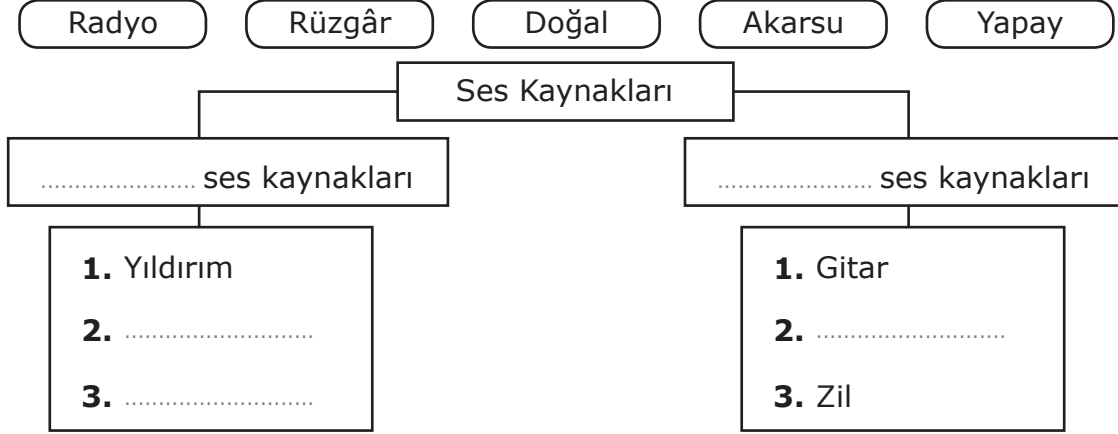 Radyo Rüzgâr Doğal Akarsu Yapay
Ses Kaynakları
....................... ses kaynakları
....................... ses kaynakları
1. Yıldırım
2. ............................
3. ............................
1. Gitar
2. ............................
3. Zil